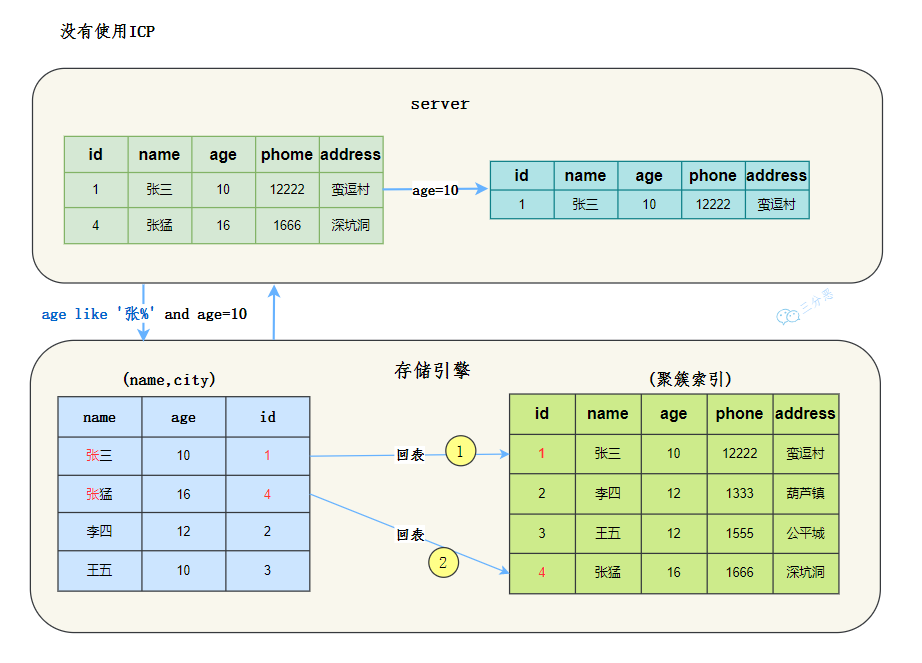 没有使用ICP
server
id name age phome address
1 张三 10 12222 蛮逗村
4 张猛 16 1666 深坑洞
age=10
id name age phone address
1 张三 10 12222 蛮逗村
age like '张%' and age=10
三分恶
存储引擎
(name,city)
name age id
张三 10 1
张猛 16 4
李四 12 2
王五 10 3
回表 1
回表
2
(聚簇索引)
id name age phone address
1 张三 10 12222 蛮逗村
2 李四 12 1333 葫芦镇
3 王五 12 1555 公平城
4 张猛 16 1666 深坑洞